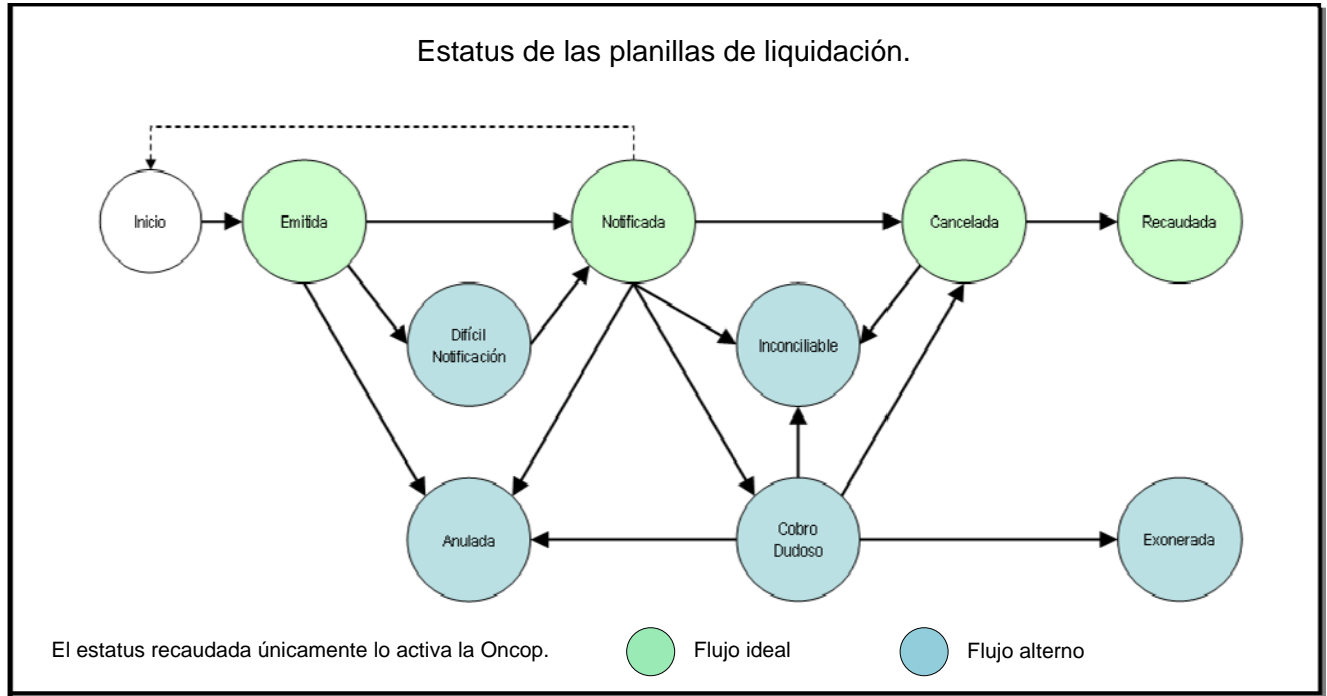 Estatus de las planillas de liquidación.
Inicio
Emitida
Notificada
Cancelada
Recaudada
Difícil
Notificación
Inconciliable
Anulada
Cobro
Dudoso
Exonerada
El estatus recaudada únicamente lo activa la Oncop.
Flujo ideal
Flujo alterno